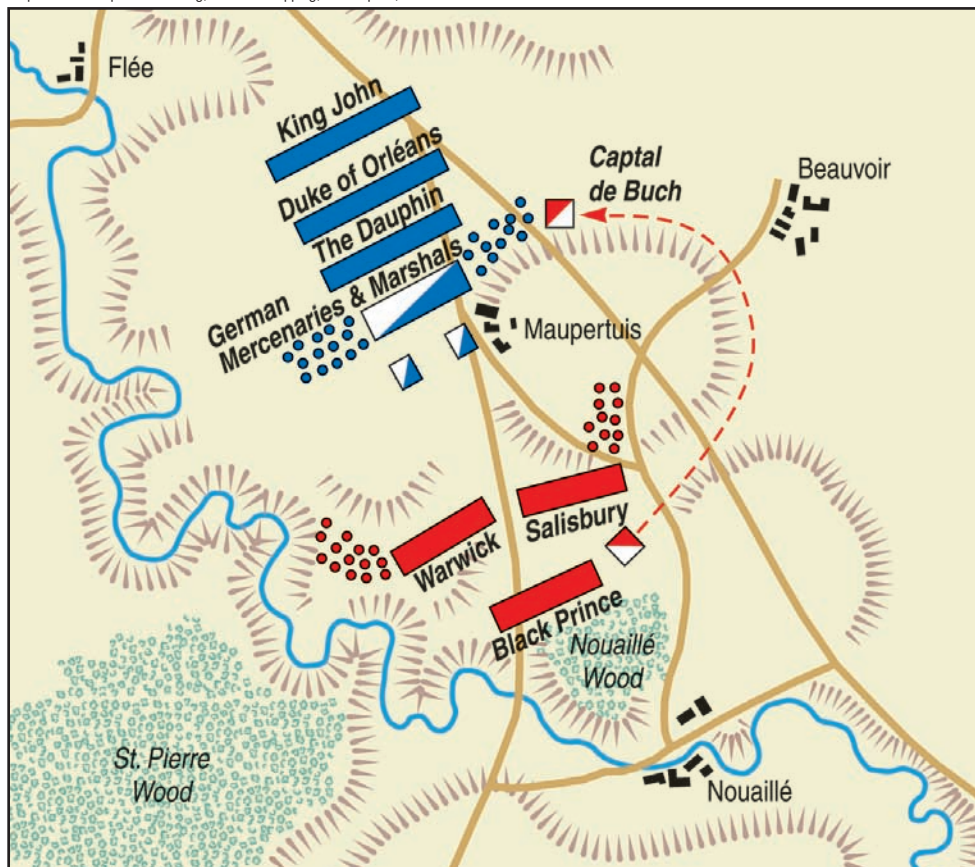 Flée
King John
Duke of Orléans
The Dauphin
German
Mercenaries & Marshals
Captal
de Buch
Beauvoir
Maupertuis
Salisbury
Warwick
Black Prince
Nouaillé
Wood
St. Pierre
Wood
Nouaillé